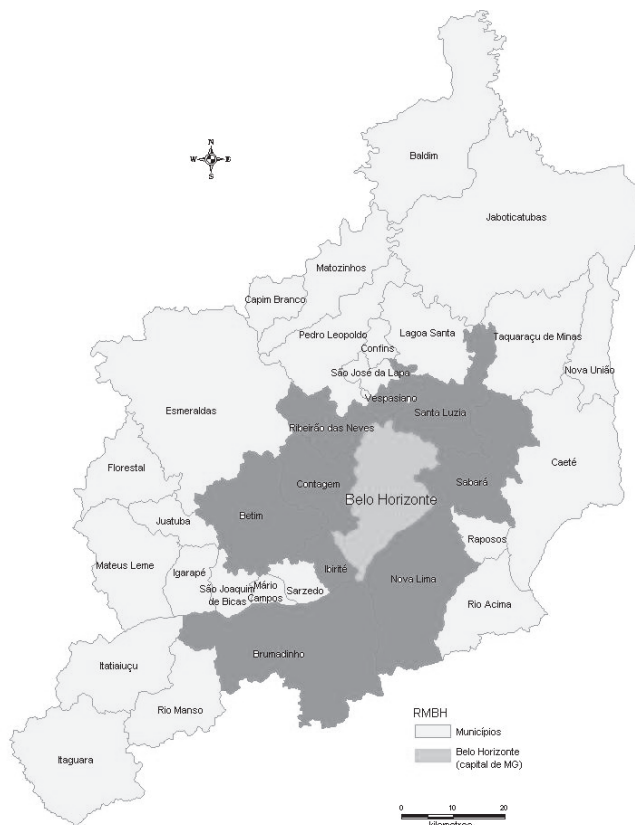 N
W E
S
Baldim
Jaboticatubas
Matozinhos
Capim Branco
Pedro Leopoldo
Lagoa Santa
Taquaraçu de Minas
Confins
São José da Lapa
Nova União
Vespasiano
Esmeraldas
Santa Luzia
Ribeirão das Neves
Caeté
Florestal
Contagem
Sabará
Belo Horizonte
Betim
Juatuba
Raposos
Mateus Leme
Igarapé
Ibirité
Mário
Campos
Sarzedo
Nova Lima
São Joaquim
de Bicas
Rio Acima
Brumadinho
Itatiaiuçu
Rio Manso
Itaguara
RMBH
Municípios
Belo Horizonte
(capital de MG)
0 10 20
kilometros